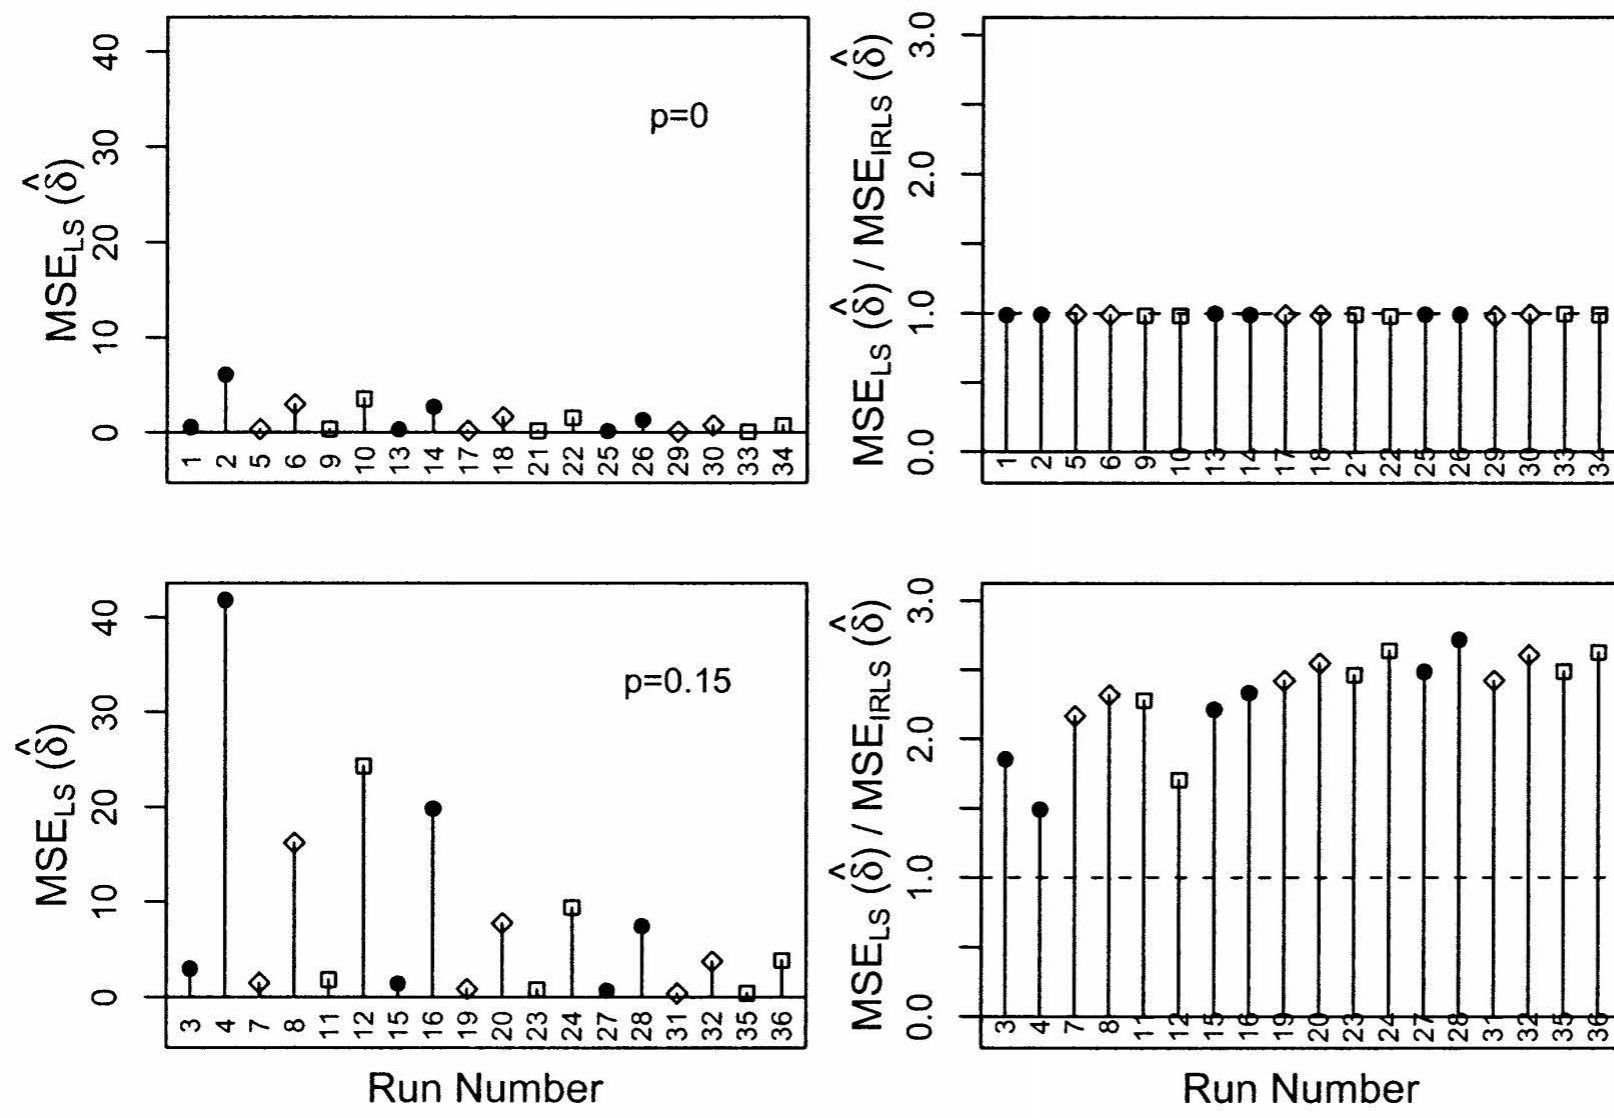 MSE_LS (δ̂)
40
30
20
10
0
p=0
1 2 5 6 9 10 13 14 17 18 21 22 25 26 29 30 33 34
MSE_LS (δ̂) / MSE_IRLS (δ̂)
3.0
2.0
1.0
0.0
1 2 5 6 9 10 13 14 17 18 21 22 25 26 29 30 33 34
MSE_LS (δ̂)
40
30
20
10
0
p=0.15
3 4 7 8 11 12 15 16 19 20 23 24 27 28 31 32 35 36
Run Number
MSE_LS (δ̂) / MSE_IRLS (δ̂)
3.0
2.0
1.0
0.0
3 4 7 8 11 12 15 16 19 20 23 24 27 28 31 32 35 36
Run Number